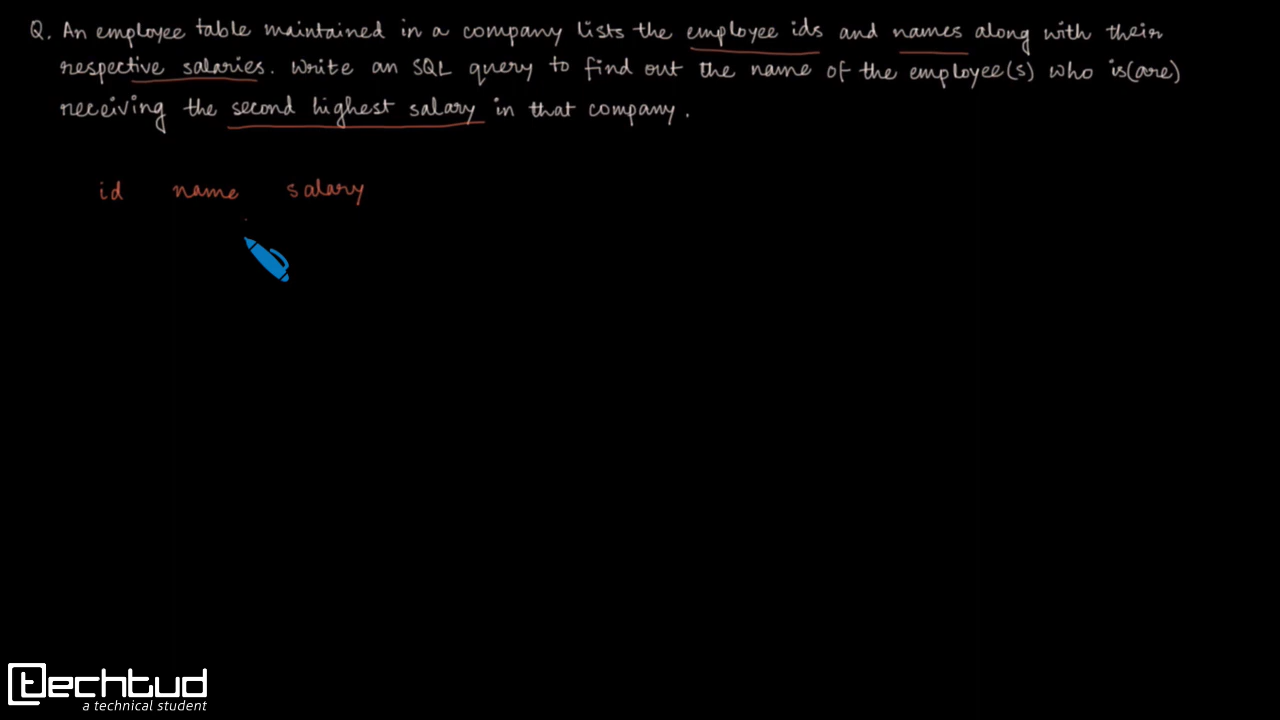 Q. An employee table maintained in a company lists the employee ids and names along with their
respective salaries. Write an SQL query to find out the name of the employee(s) who is(are)
receiving the second highest salary in that company.
id name salary
techtud
a technical student